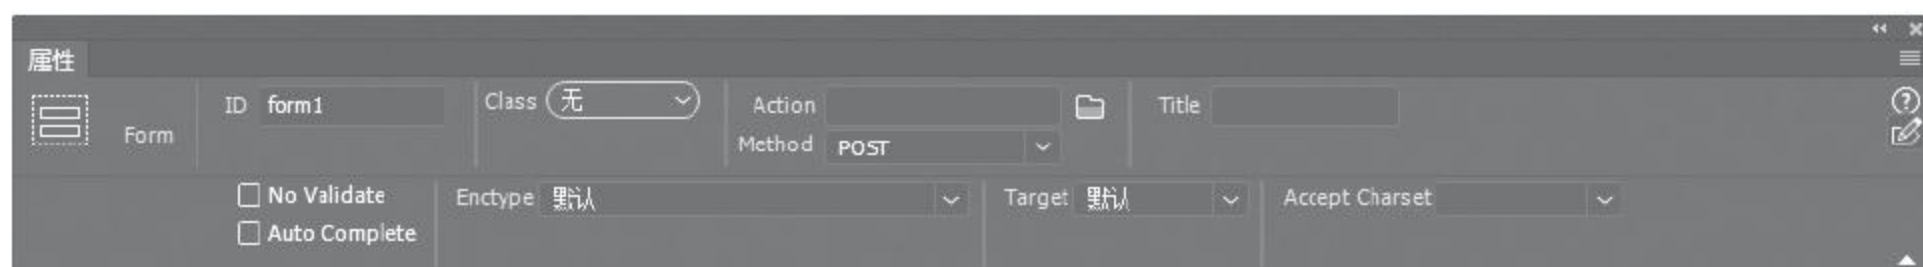 属性
ID form1 Class 无 Action Title
Form
Method POST
No Validate Enctype 默认 Target 默认 Accept Charset
Auto Complete